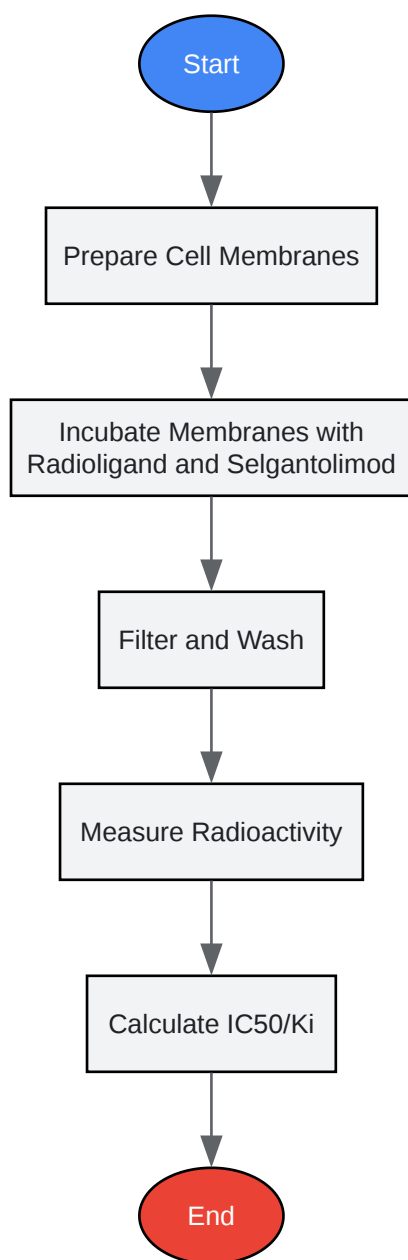 Start
Prepare Cell Membranes
Incubate Membranes with
Radioligand and Selgantolimod
Filter and Wash
Measure Radioactivity
Calculate IC50/Ki
End